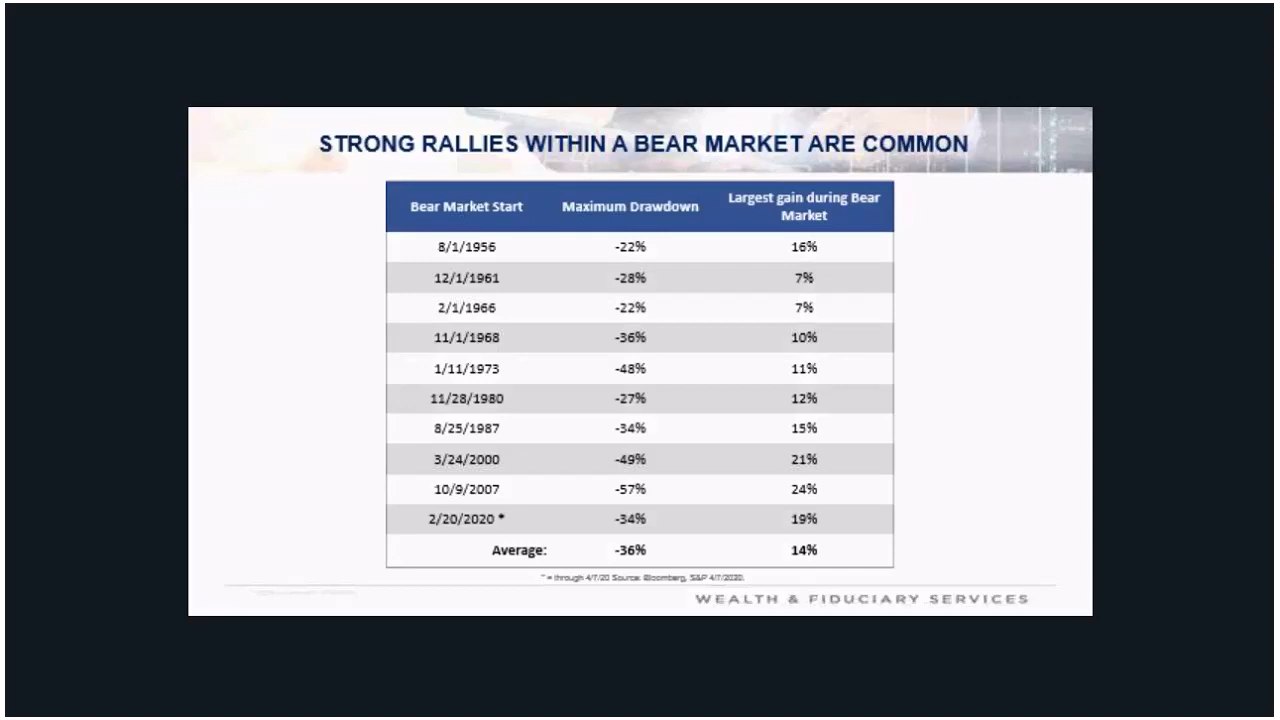 STRONG RALLIES WITHIN A BEAR MARKET ARE COMMON
Bear Market Start Maximum Drawdown Largest gain during Bear Market
8/1/1956 -22% 16%
12/1/1961 -28% 7%
2/1/1966 -22% 7%
11/1/1968 -36% 10%
1/11/1973 -48% 11%
11/28/1980 -27% 12%
8/25/1987 -34% 15%
3/24/2000 -49% 21%
10/9/2007 -57% 24%
2/20/2020 * -34% 19%
Average: -36% 14%
* = through 4/7/20 Source: Bloomberg, S&P 4/7/2020.
WEALTH & FIDUCIARY SERVICES